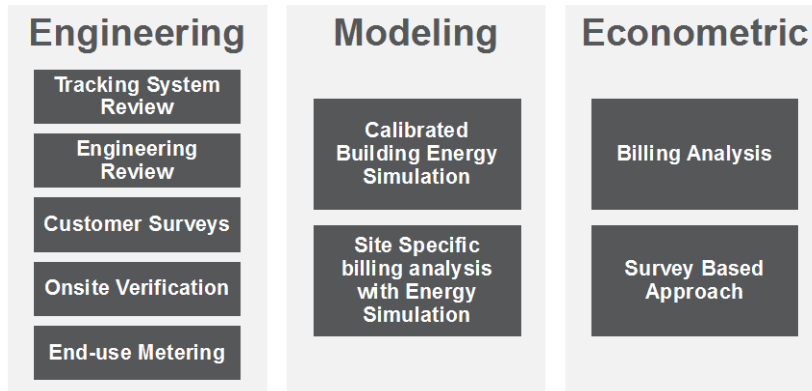 Engineering
Tracking System
Review
Engineering
Review
Customer Surveys
Onsite Verification
End-use Metering
Modeling
Calibrated
Building Energy
Simulation
Site Specific
billing analysis
with Energy
Simulation
Econometric
Billing Analysis
Survey Based
Approach